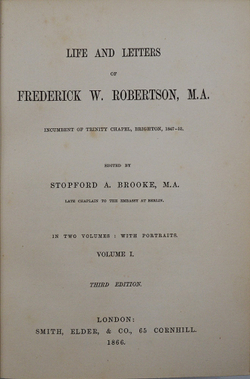 LIFE AND LETTERS
OF
FREDERICK W. ROBERTSON, M.A.
INCUMBENT OF TRINITY CHAPEL, BRIGHTON, 1847-53.
EDITED BY
STOPFORD A. BROOKE, M.A.
LATE CHAPLAIN TO THE EMBASSY AT BERLIN.
IN TWO VOLUMES: WITH PORTRAITS.
VOLUME I.
THIRD EDITION.
LONDON:
SMITH, ELDER, & CO., 65 CORNHILL.
1866.